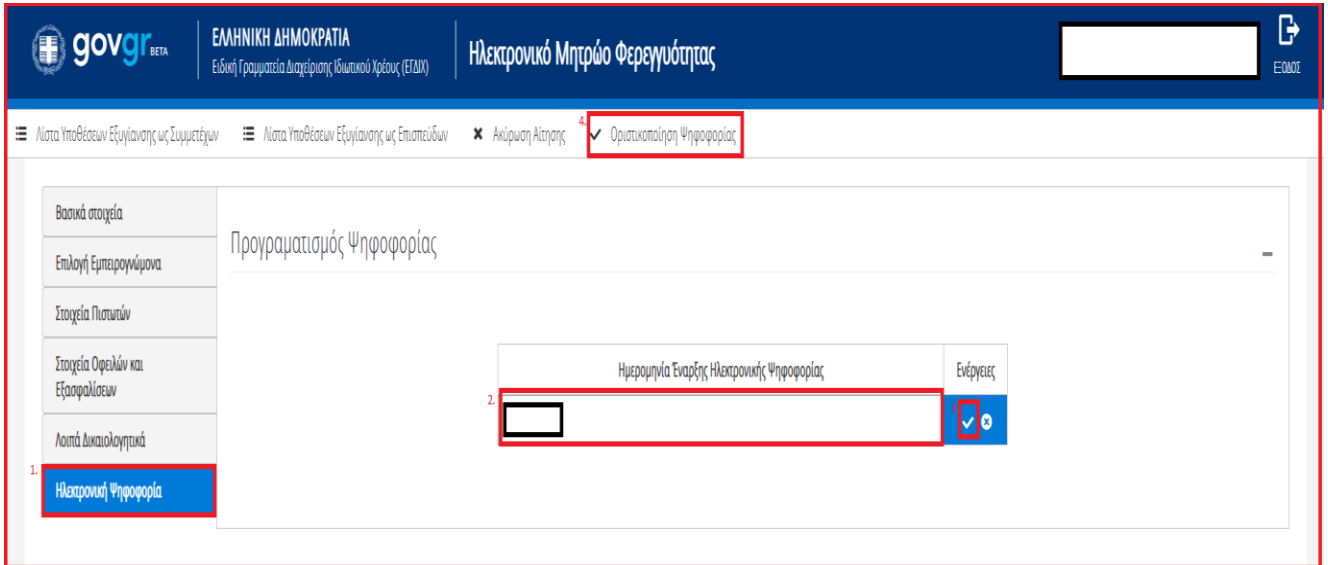 govgr BETA
ΕΛΛΗΝΙΚΗ ΔΗΜΟΚΡΑΤΙΑ
Ειδική Γραμματεία Διαχείρισης Ιδιωτικού Χρέους (ΕΓΔΙΧ)
Ηλεκτρονικό Μητρώο Φερεγγυότητας
ΕΞΟΔΟΣ
Λίστα Υποθέσεων Εξυγίανσης ως Συμμετέχων
Λίστα Υποθέσεων Εξυγίανσης ως Επισπεύδων
Ακύρωση Αίτησης
4.
Οριστικοποίηση Ψηφοφορίας
Βασικά στοιχεία
Επιλογή Εμπειρογνώμονα
Στοιχεία Πιστωτών
Στοιχεία Οφειλών και
Εξασφαλίσεων
Λοιπά Δικαιολογητικά
1.
Ηλεκτρονική Ψηφοφορία
Προγραματισμός Ψηφοφορίας
Ημερομηνία Έναρξης Ηλεκτρονικής Ψηφοφορίας
Ενέργειες
2.
3.